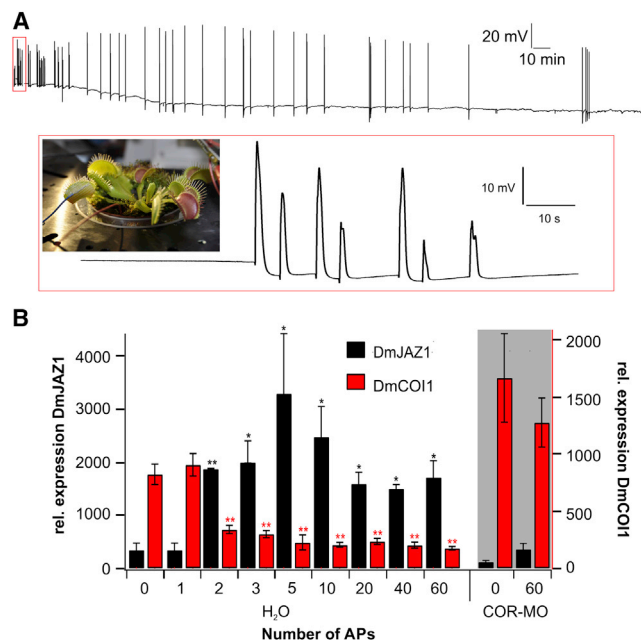 A
20 mV
10 min
10 mV
10 s
B
rel. expression DmJAZ1
4000
3000
2000
1000
0
DmJAZ1
DmCOI1
** * * * * * *
** ** ** ** ** ** **
2000
1500
1000
500
0
rel. expression DmCOI1
0 1 2 3 5 10 20 40 60 0 60
H₂O COR-MO
Number of APs